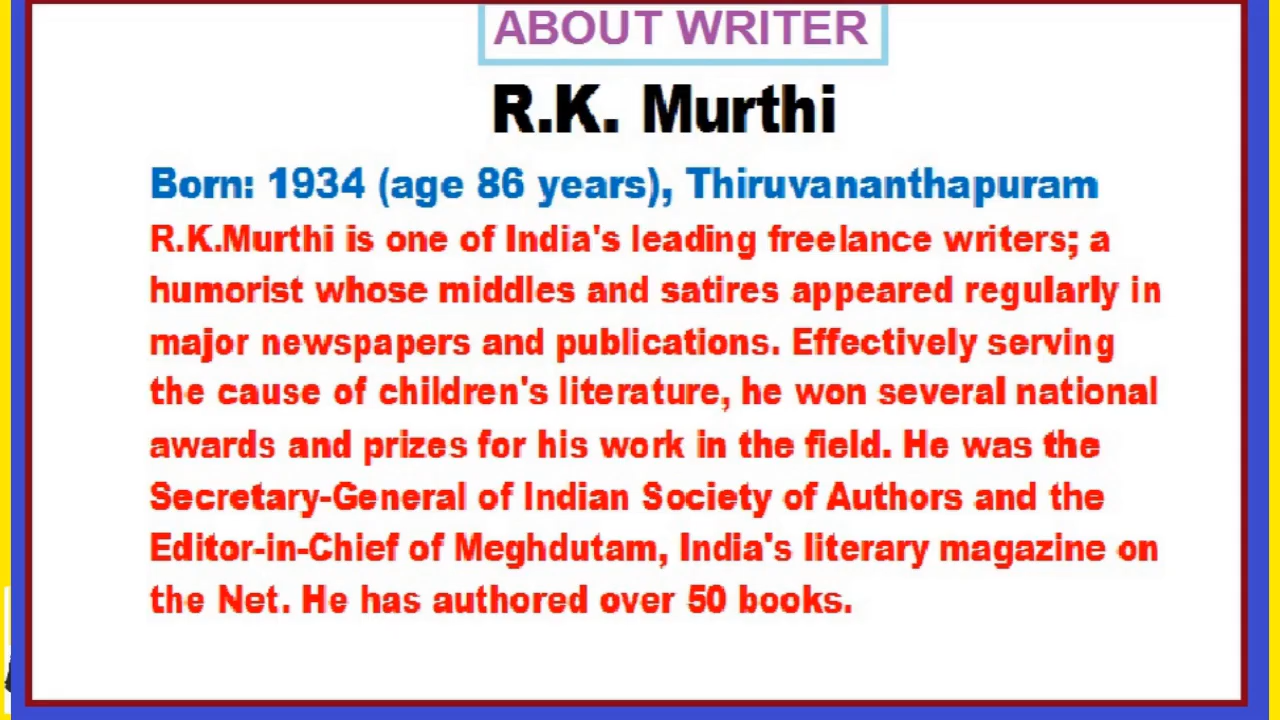 ABOUT WRITER
R.K. Murthi
Born: 1934 (age 86 years), Thiruvananthapuram
R.K.Murthi is one of India's leading freelance writers; a
humorist whose middles and satires appeared regularly in
major newspapers and publications. Effectively serving
the cause of children's literature, he won several national
awards and prizes for his work in the field. He was the
Secretary-General of Indian Society of Authors and the
Editor-in-Chief of Meghdutam, India's literary magazine on
the Net. He has authored over 50 books.